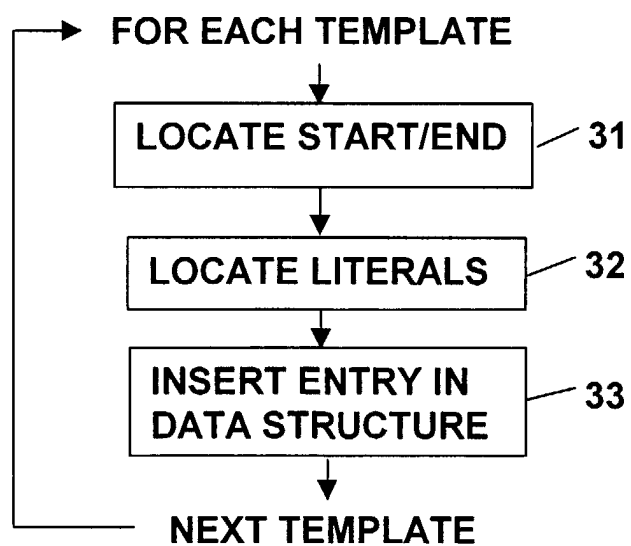 FOR EACH TEMPLATE
LOCATE START/END
31
LOCATE LITERALS
32
INSERT ENTRY IN
DATA STRUCTURE
33
NEXT TEMPLATE